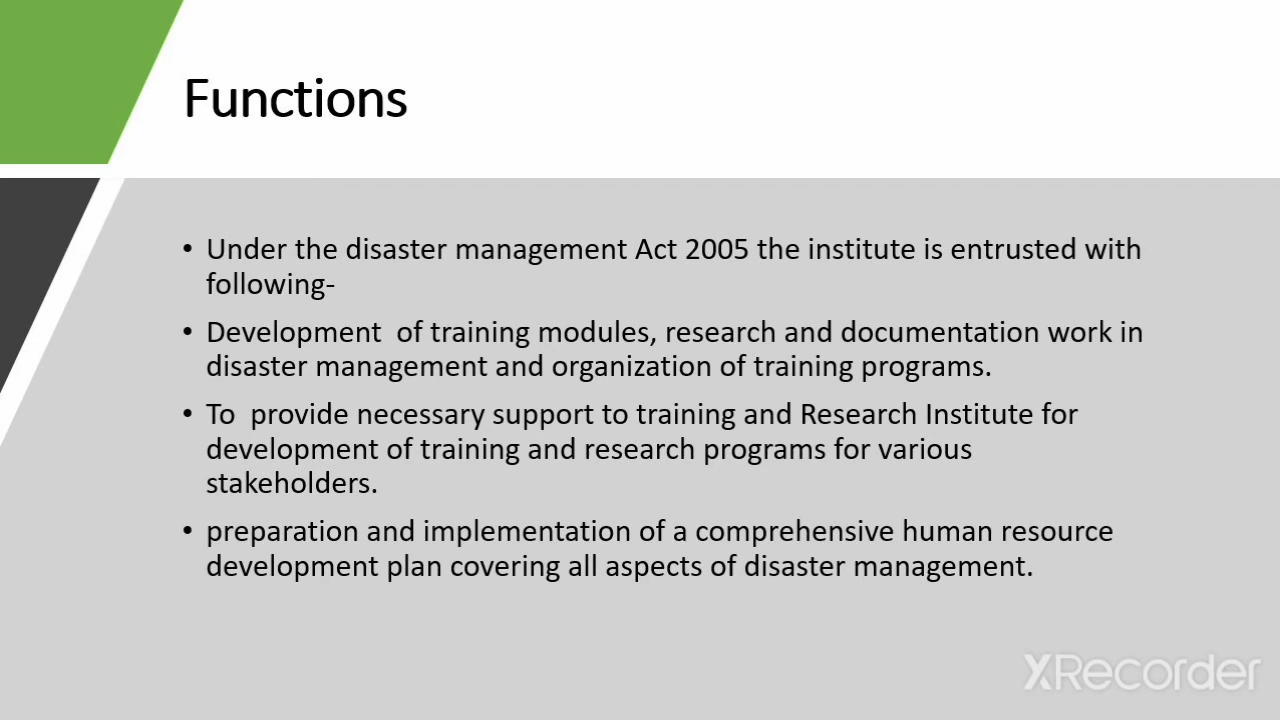 Functions
• Under the disaster management Act 2005 the institute is entrusted with
following-
• Development  of training modules, research and documentation work in
disaster management and organization of training programs.
• To  provide necessary support to training and Research Institute for
development of training and research programs for various
stakeholders.
• preparation and implementation of a comprehensive human resource
development plan covering all aspects of disaster management.
XRecorder